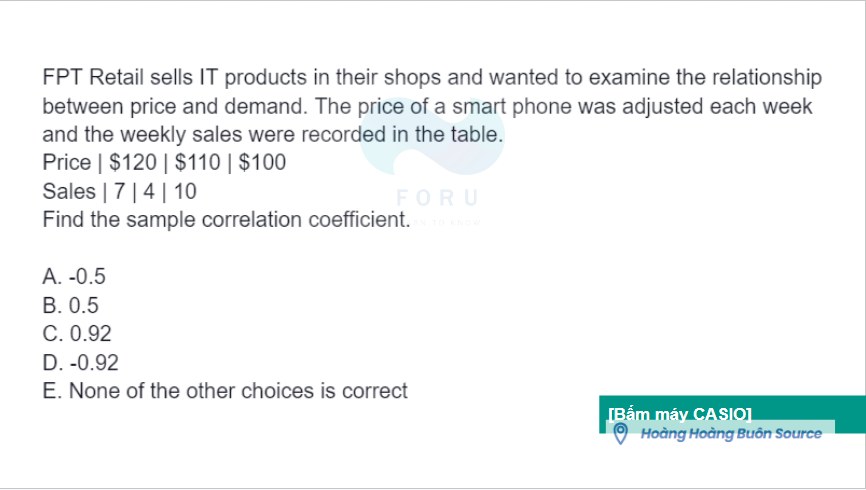 FPT Retail sells IT products in their shops and wanted to examine the relationship
between price and demand. The price of a smart phone was adjusted each week
and the weekly sales were recorded in the table.
Price | $120 | $110 | $100
Sales | 7 | 4 | 10
FORU
Find the sample correlation coefficient.
A. -0.5
B. 0.5
C. 0.92
D. -0.92
E. None of the other choices is correct
[Bấm máy CASIO]
Hoàng Hoàng Buôn Source